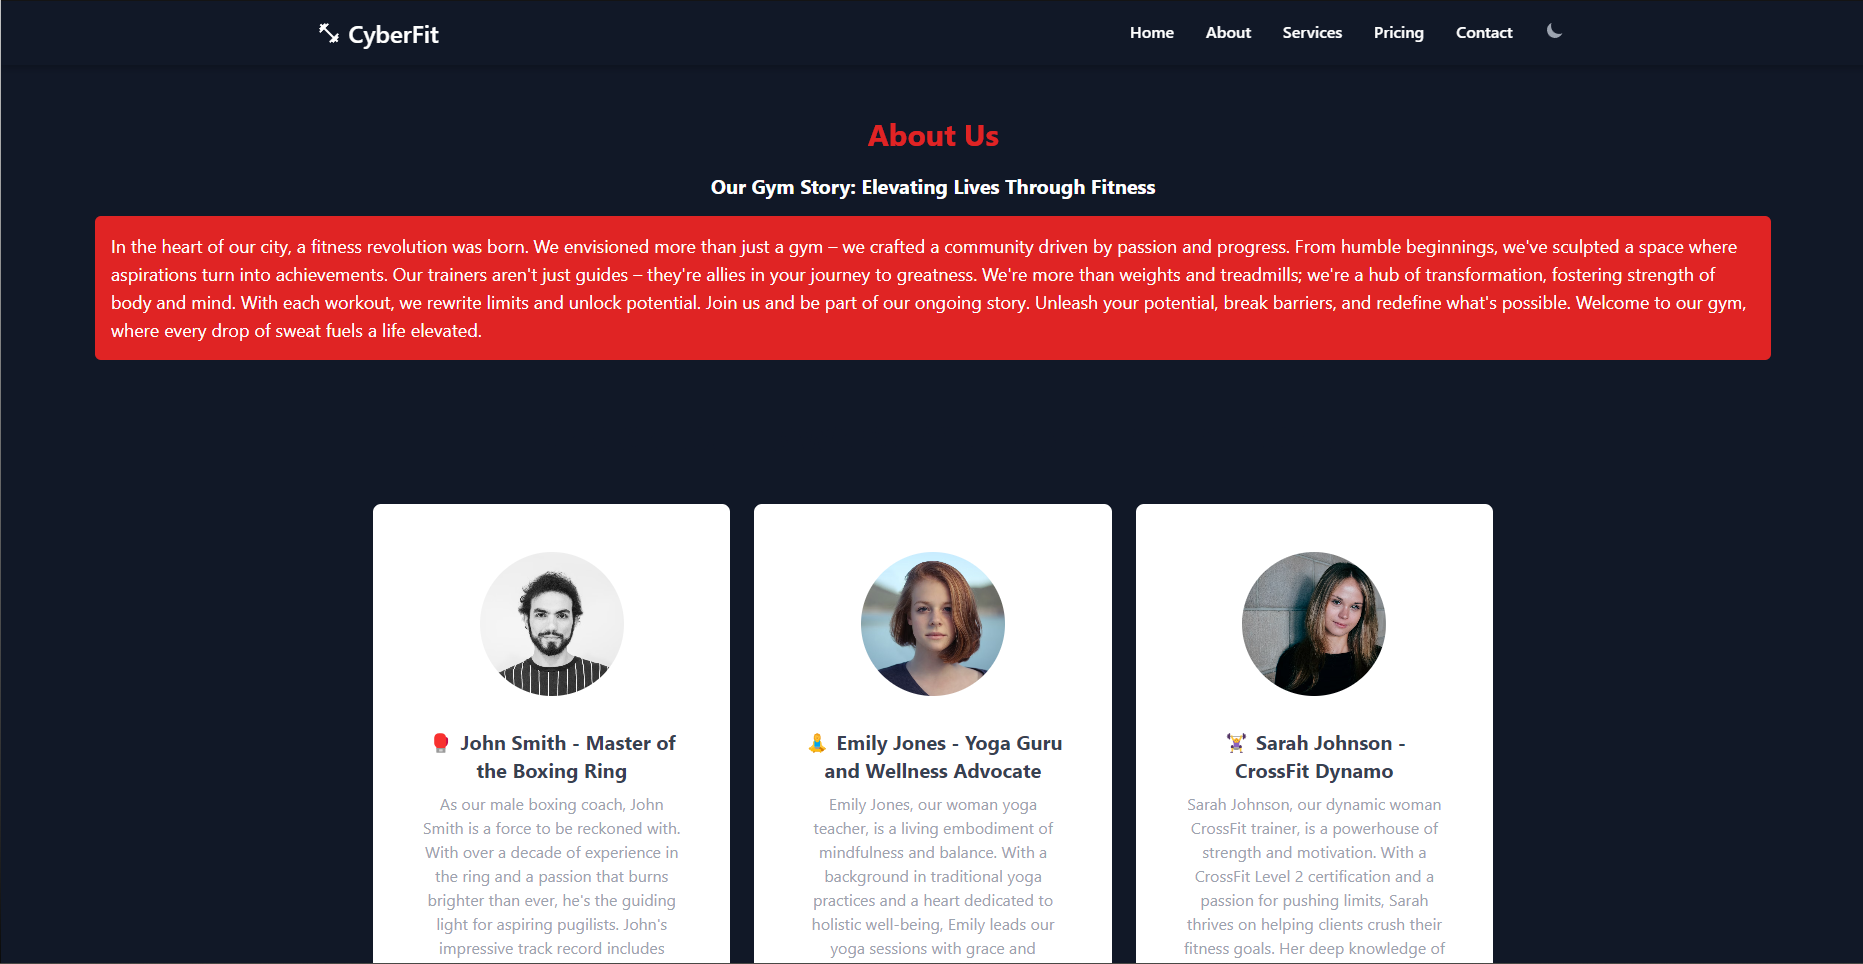 CyberFit
Home About Services Pricing Contact
About Us
Our Gym Story: Elevating Lives Through Fitness
In the heart of our city, a fitness revolution was born. We envisioned more than just a gym – we crafted a community driven by passion and progress. From humble beginnings, we've sculpted a space where
aspirations turn into achievements. Our trainers aren't just guides – they're allies in your journey to greatness. We're more than weights and treadmills; we're a hub of transformation, fostering strength of
body and mind. With each workout, we rewrite limits and unlock potential. Join us and be part of our ongoing story. Unleash your potential, break barriers, and redefine what's possible. Welcome to our gym,
where every drop of sweat fuels a life elevated.
🥊 John Smith - Master of
the Boxing Ring
As our male boxing coach, John
Smith is a force to be reckoned with.
With over a decade of experience in
the ring and a passion that burns
brighter than ever, he's the guiding
light for aspiring pugilists. John's
impressive track record includes
🧘 Emily Jones - Yoga Guru
and Wellness Advocate
Emily Jones, our woman yoga
teacher, is a living embodiment of
mindfulness and balance. With a
background in traditional yoga
practices and a heart dedicated to
holistic well-being, Emily leads our
yoga sessions with grace and
🏋️‍♀️ Sarah Johnson -
CrossFit Dynamo
Sarah Johnson, our dynamic woman
CrossFit trainer, is a powerhouse of
strength and motivation. With a
CrossFit Level 2 certification and a
passion for pushing limits, Sarah
thrives on helping clients crush their
fitness goals. Her deep knowledge of